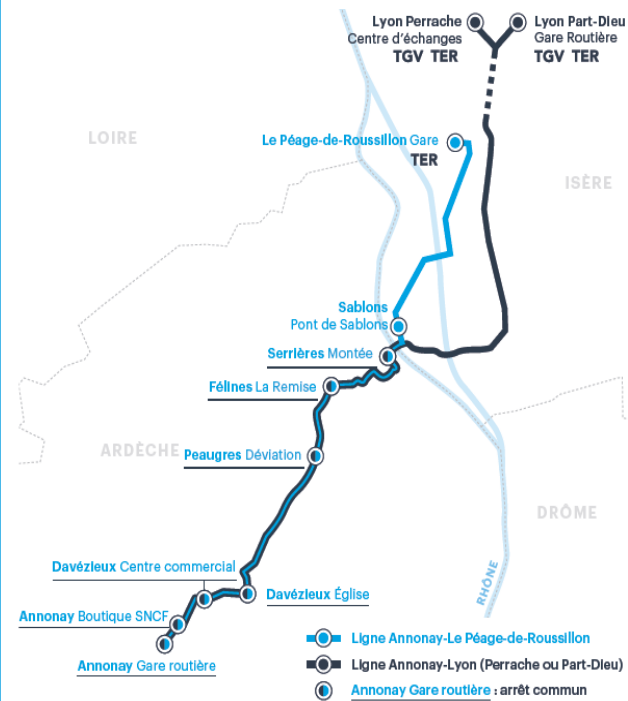 Lyon Perrache
Centre d'échanges
TGV TER
Lyon Part-Dieu
Gare Routière
TGV TER
LOIRE
Le Péage-de-Roussillon Gare
TER
ISÈRE
Sablons
Pont de Sablons
Serrières Montée
Félines La Remise
ARDÈCHE
Peaugres Déviation
DRÔME
Davézieux Centre commercial
RHÔNE
Davézieux Église
Annonay Boutique SNCF
Annonay Gare routière
Ligne Annonay-Le Péage-de-Roussillon
Ligne Annonay-Lyon (Perrache ou Part-Dieu)
Annonay Gare routière : arrêt commun